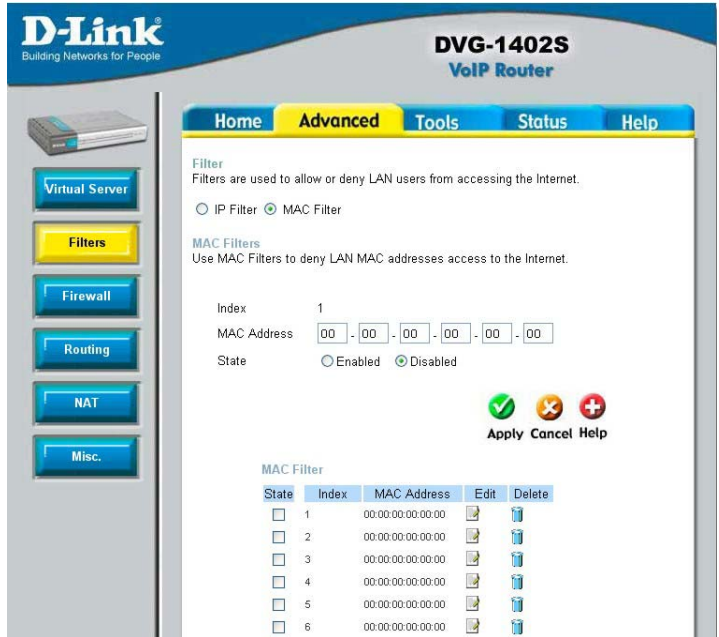 D-Link
Building Networks for People
DVG-1402S
VoIP Router
Home Advanced Tools Status Help
Virtual Server
Filters
Firewall
Routing
NAT
Misc.
Filter
Filters are used to allow or deny LAN users from accessing the Internet.
IP Filter MAC Filter
MAC Filters
Use MAC Filters to deny LAN MAC addresses access to the Internet.
Index 1
MAC Address 00 - 00 - 00 - 00 - 00 - 00
State Enabled Disabled
Apply Cancel Help
MAC Filter
State Index MAC Address Edit Delete
1 00:00:00:00:00:00
2 00:00:00:00:00:00
3 00:00:00:00:00:00
4 00:00:00:00:00:00
5 00:00:00:00:00:00
6 00:00:00:00:00:00